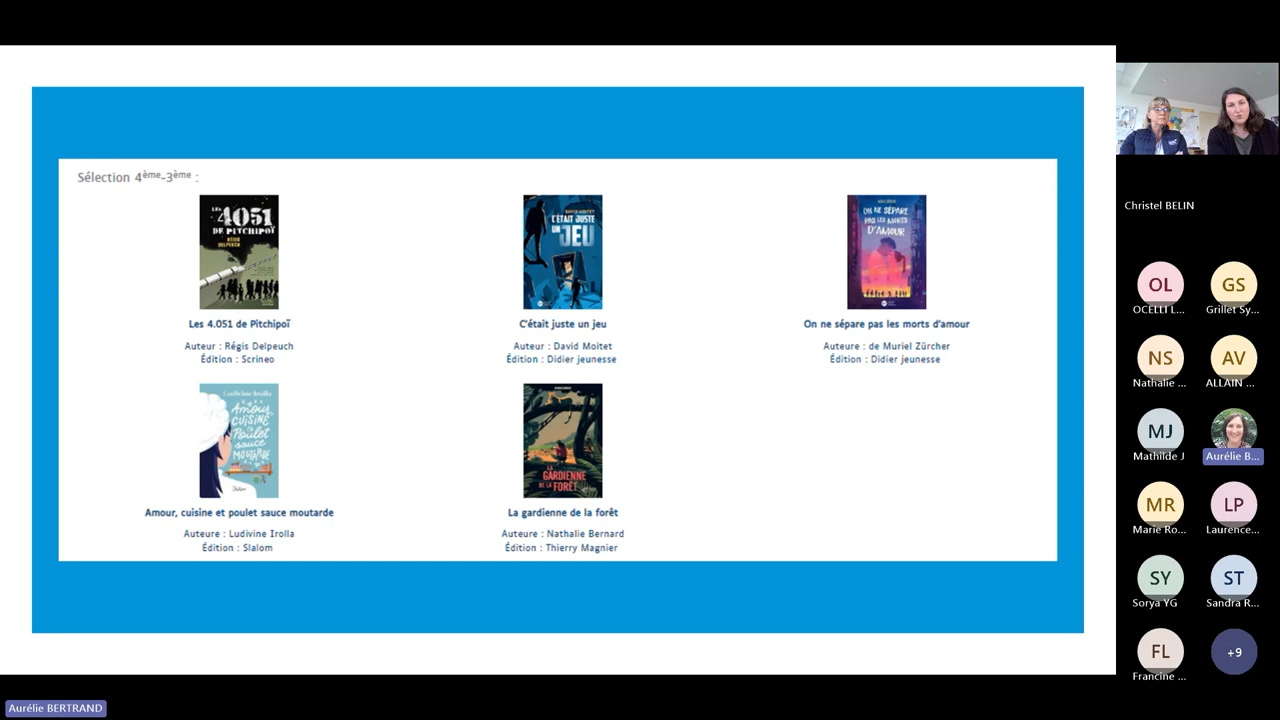 Sélection 4ème-3ème :
LES
4051
DE PITCHIPOÏ
RÉGIS
DELPEUCH
DAVID MOITET
C'ÉTAIT JUSTE
UN JEU
ON NE SÉPARE
PAS LES MORTS
D'AMOUR
Les 4.051 de Pitchipoï
C'était juste un jeu
On ne sépare pas les morts d'amour
Auteur : Régis Delpeuch
Édition : Scrineo
Auteur : David Moitet
Édition : Didier jeunesse
Auteure : de Muriel Zürcher
Édition : Didier jeunesse
Ludivine Irolla
Amour,
CUISINE
et
Poulet
sauce
MOUTARDE
LA
GARDIENNE
DE LA FORÊT
Amour, cuisine et poulet sauce moutarde
La gardienne de la forêt
Auteure : Ludivine Irolla
Édition : Slalom
Auteure : Nathalie Bernard
Édition : Thierry Magnier
Christel BELIN
OL
OCELLI L...
GS
Grillet Sy...
NS
Nathalie ...
AV
ALLAIN ...
MJ
Mathilde J
Aurélie B...
MR
Marie Ro...
LP
Laurence...
SY
Sorya YG
ST
Sandra R...
FL
Francine ...
+9
Aurélie BERTRAND